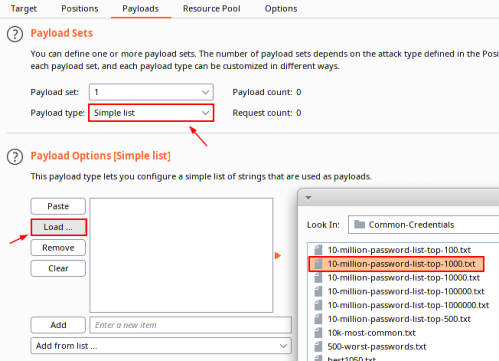 Target Positions Payloads Resource Pool Options
? Payload Sets
You can define one or more payload sets. The number of payload sets depends on the attack type defined in the Posi
each payload set, and each payload type can be customized in different ways.
Payload set: 1 Payload count: 0
Payload type: Simple list Request count: 0
? Payload Options [Simple list]
This payload type lets you configure a simple list of strings that are used as payloads.
Paste
Load ...
Remove
Clear
Add Enter a new item
Add from list ...
Look In: Common-Credentials
10-million-password-list-top-100.txt
10-million-password-list-top-1000.txt
10-million-password-list-top-10000.txt
10-million-password-list-top-100000.txt
10-million-password-list-top-1000000.txt
10-million-password-list-top-500.txt
10k-most-common.txt
500-worst-passwords.txt
best1050.txt